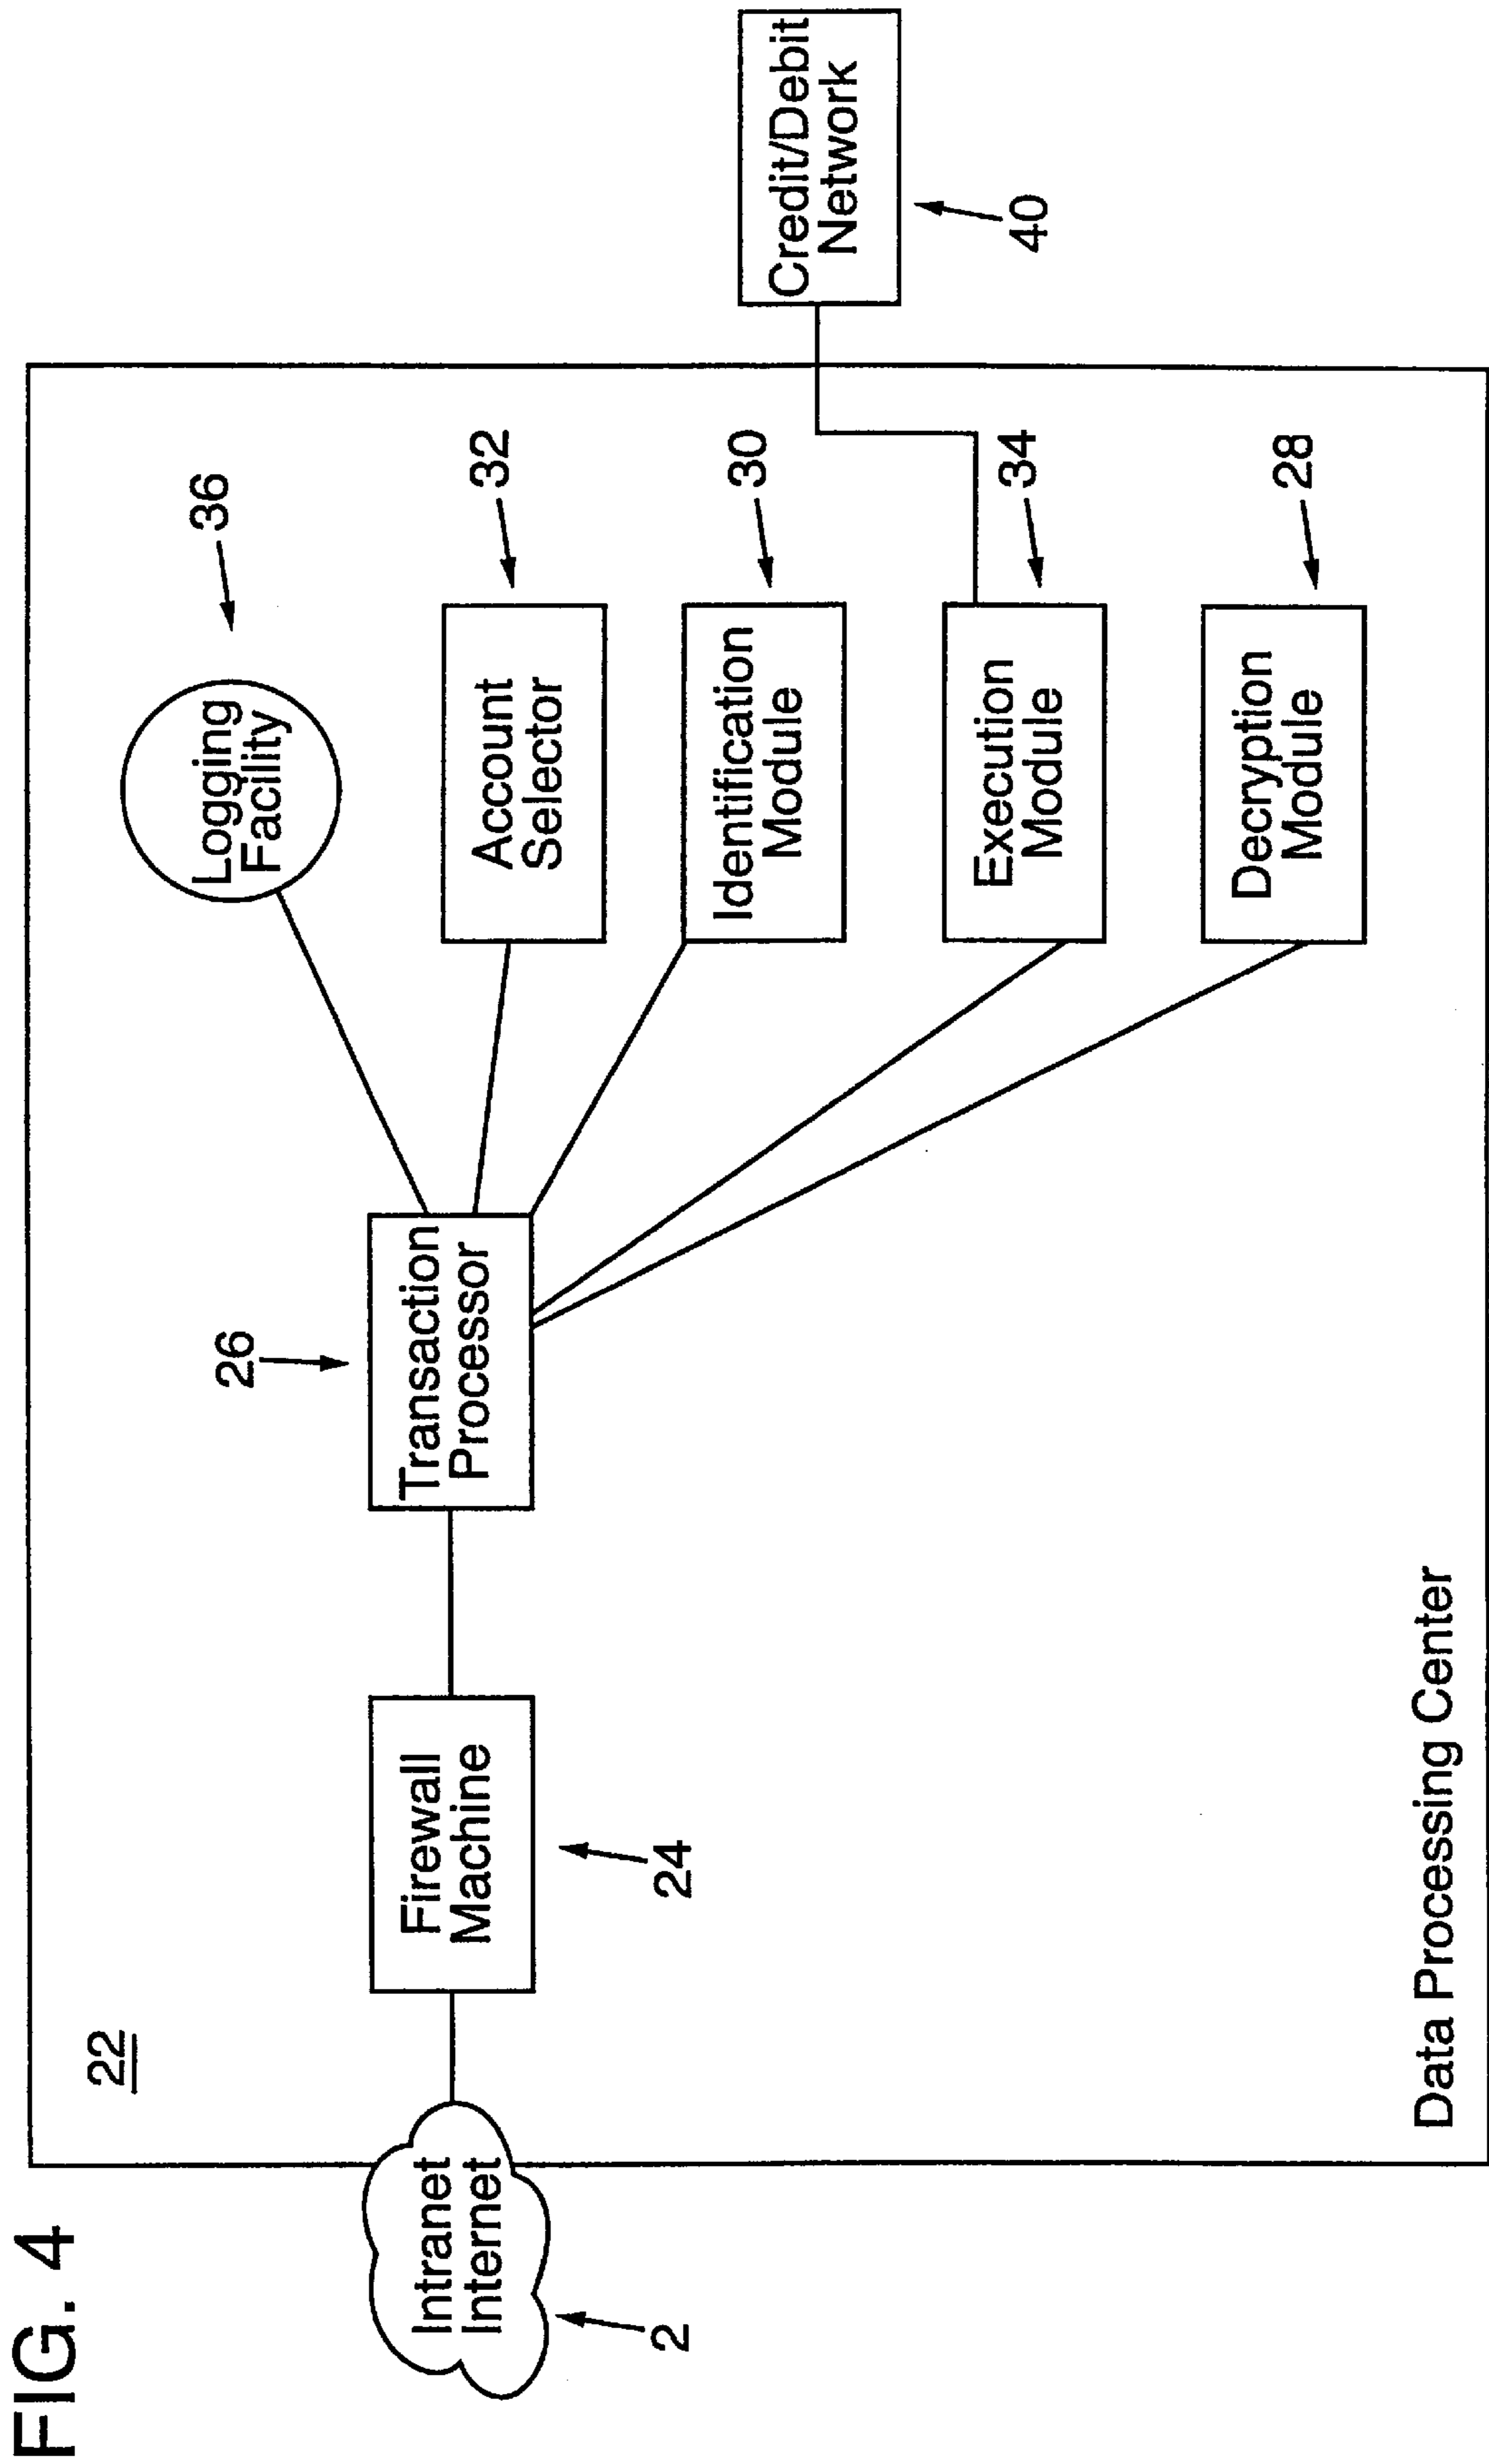 FIG. 4
22
Intranet
Internet
2
Firewall
Machine
24
26
Transaction
Processor
36
Logging
Facility
32
Account
Selector
30
Identification
Module
34
Execution
Module
28
Decryption
Module
Credit/Debit
Network
40
Data Processing Center